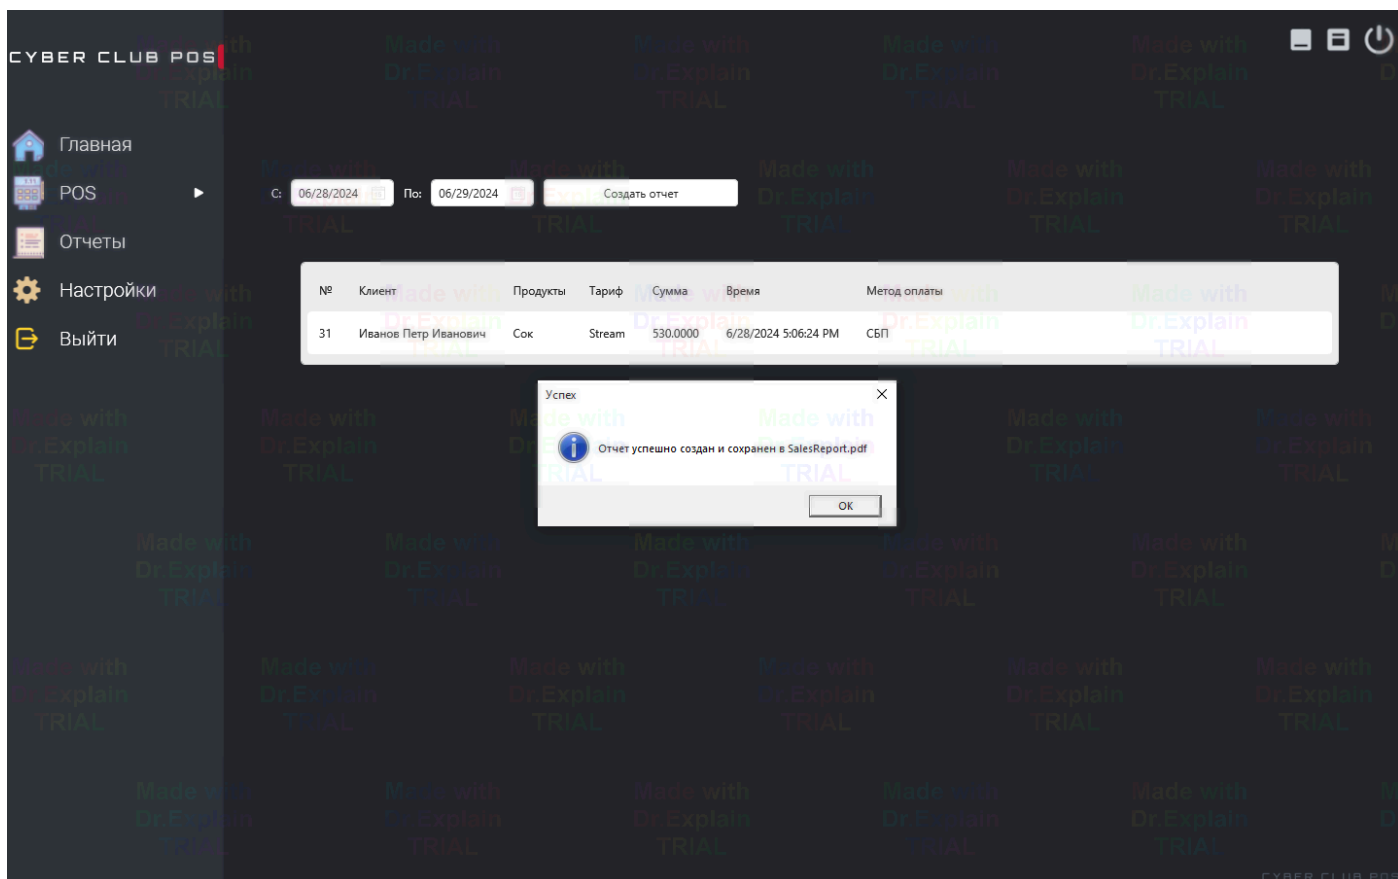 CYBER CLUB POS
Главная
POS
Отчеты
Настройки
Выйти
С: 06/28/2024 По: 06/29/2024 Создать отчет
№ Клиент Продукты Тариф Сумма Время Метод оплаты
31 Иванов Петр Иванович Сок Stream 530.0000 6/28/2024 5:06:24 PM СБП
Успех
Отчет успешно создан и сохранен в SalesReport.pdf
OK
Made with
Dr.Explain
TRIAL
CYBER CLUB POS